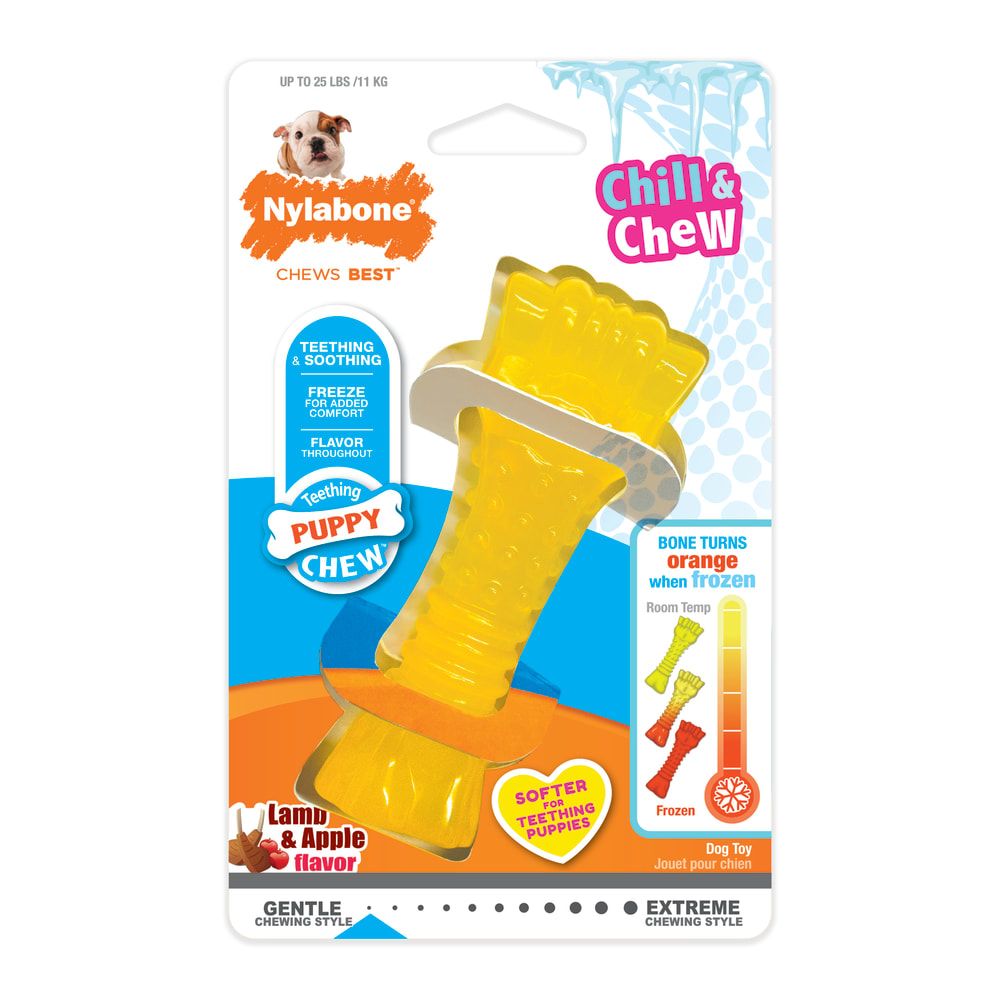 UP TO 25 LBS /11 KG
Nylabone®
CHEWS BEST™
Chill &
Chew
TEETHING
& SOOTHING
FREEZE
FOR ADDED
COMFORT
FLAVOR
THROUGHOUT
Teething
PUPPY
CHEW™
BONE TURNS
orange
when frozen
Room Temp
Frozen
SOFTER
FOR
TEETHING
PUPPIES
Lamb
& Apple
flavor
Dog Toy
Jouet pour chien
GENTLE
CHEWING STYLE
EXTREME
CHEWING STYLE